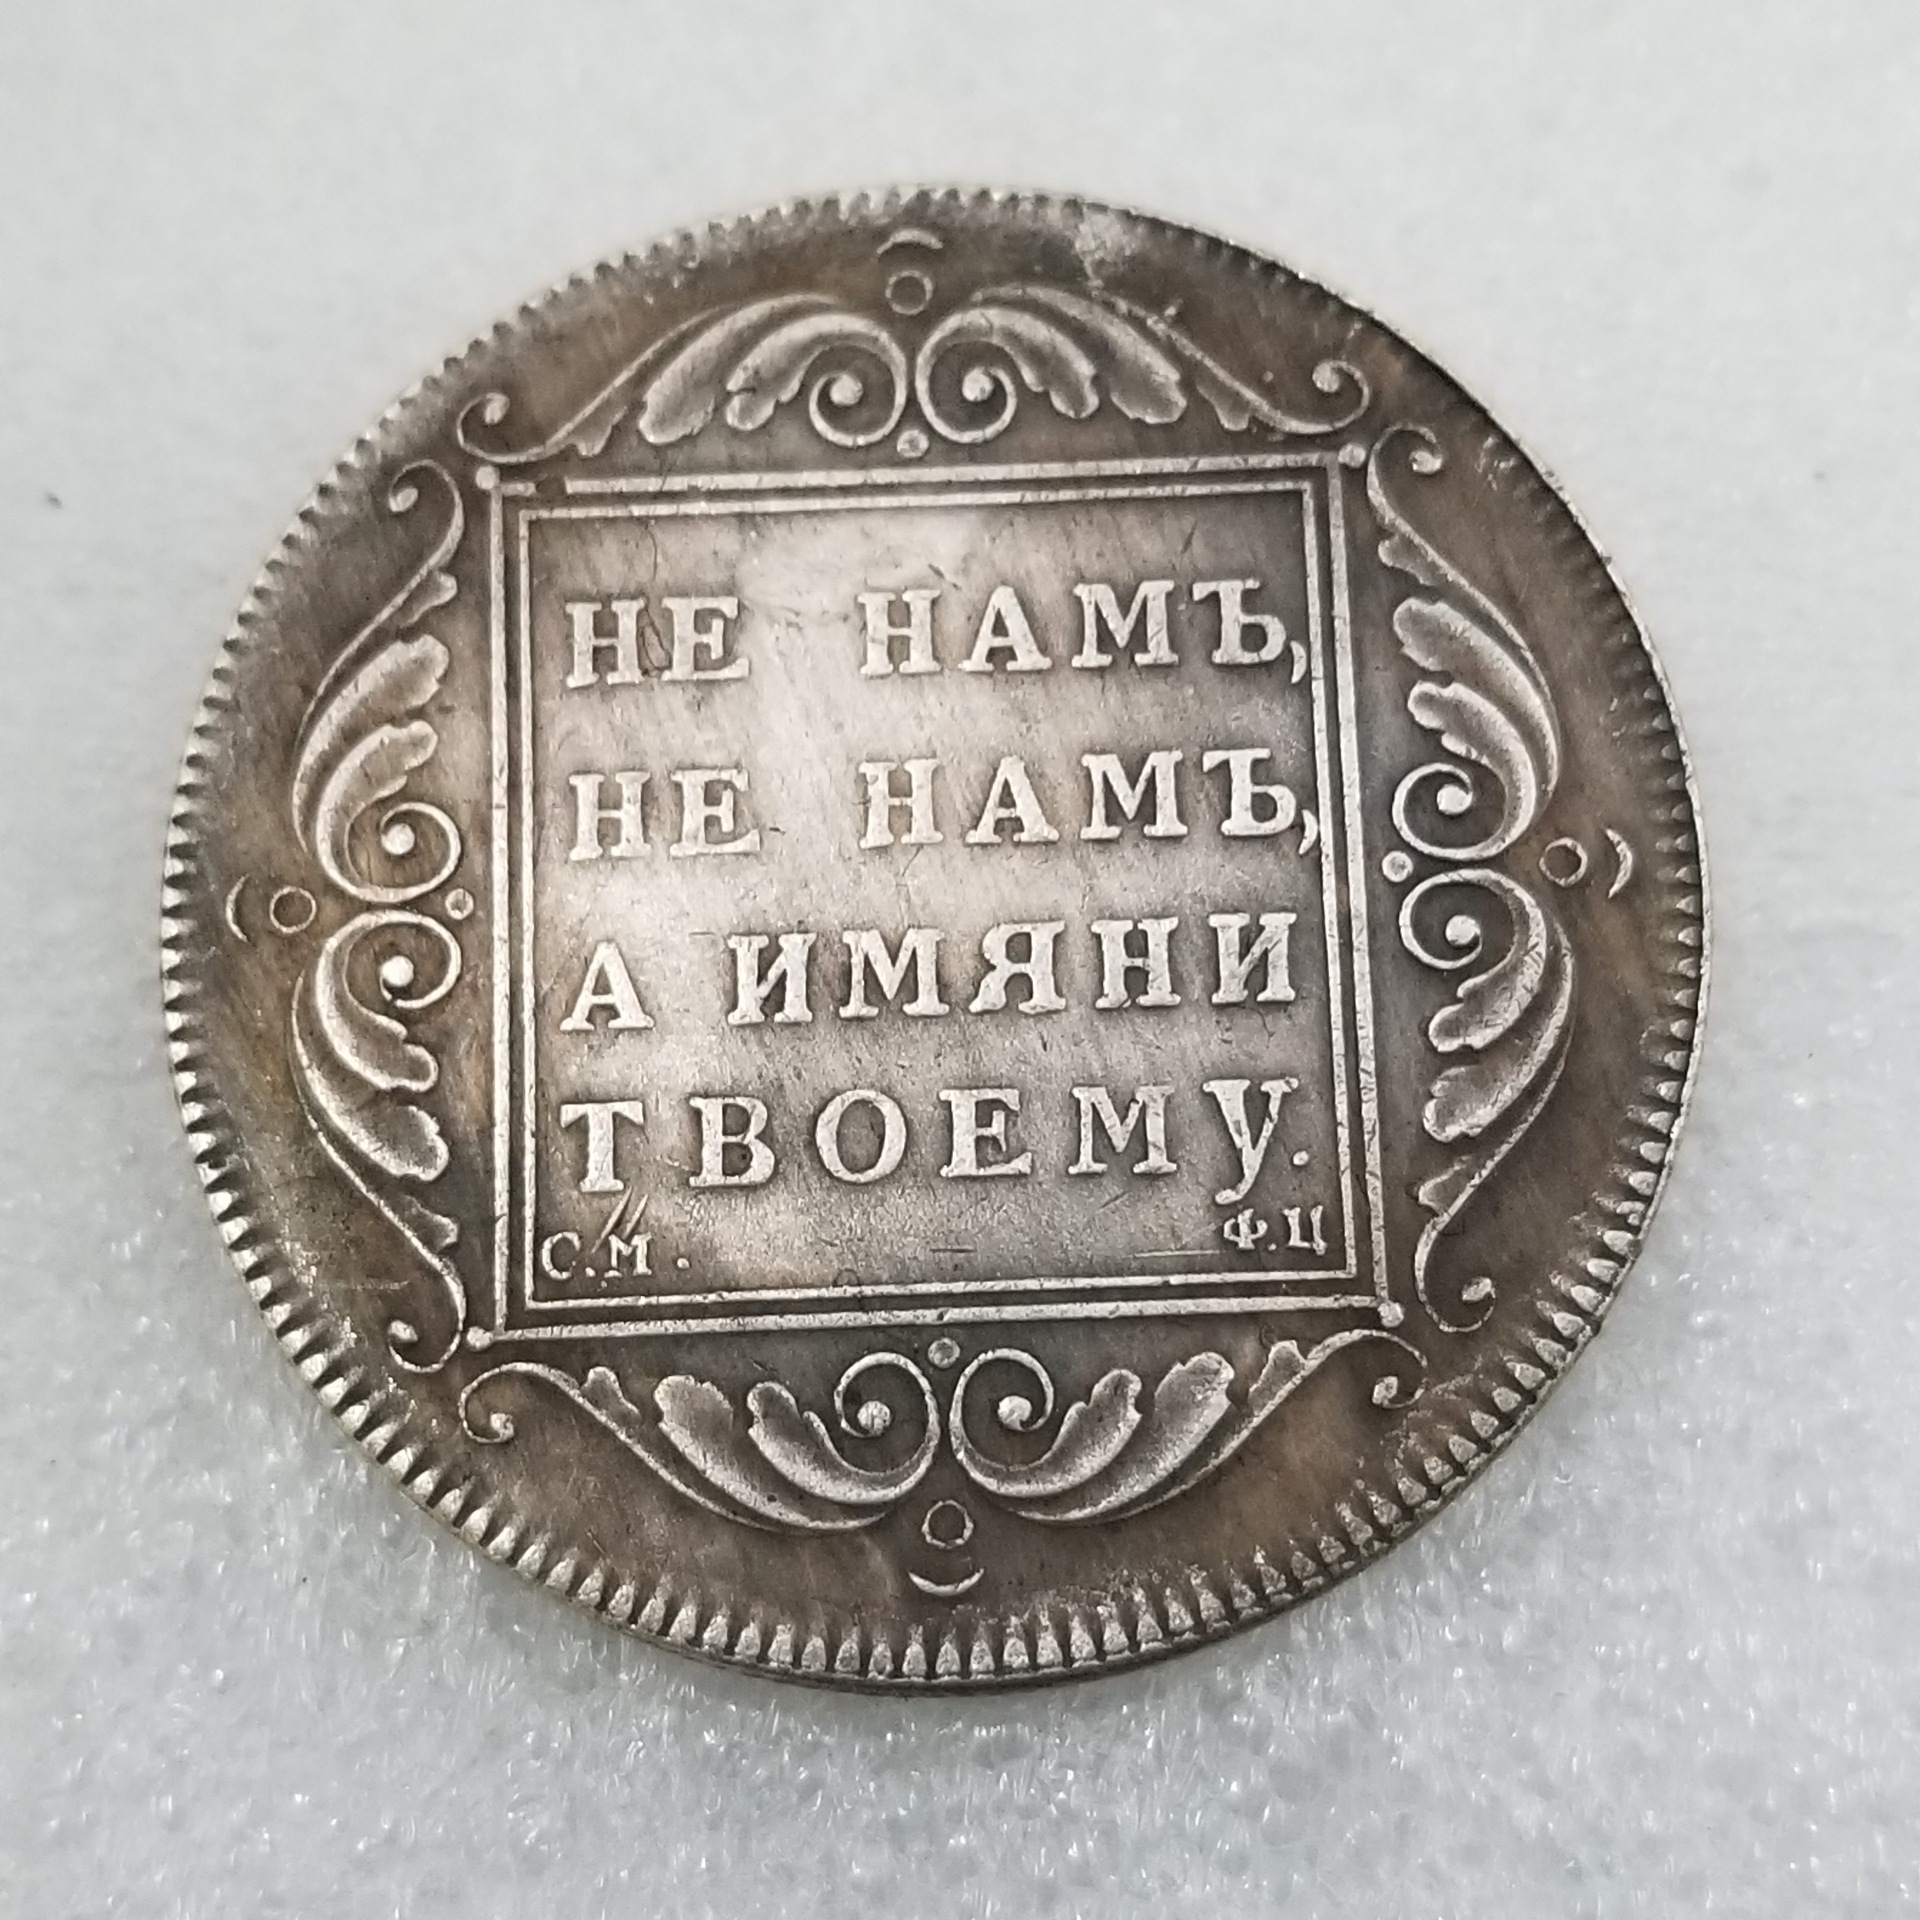 НЕ НАМЪ,
НЕ НАМЪ,
А ИМЯНИ
ТВОЕМУ.
С.М. Ф.Ц